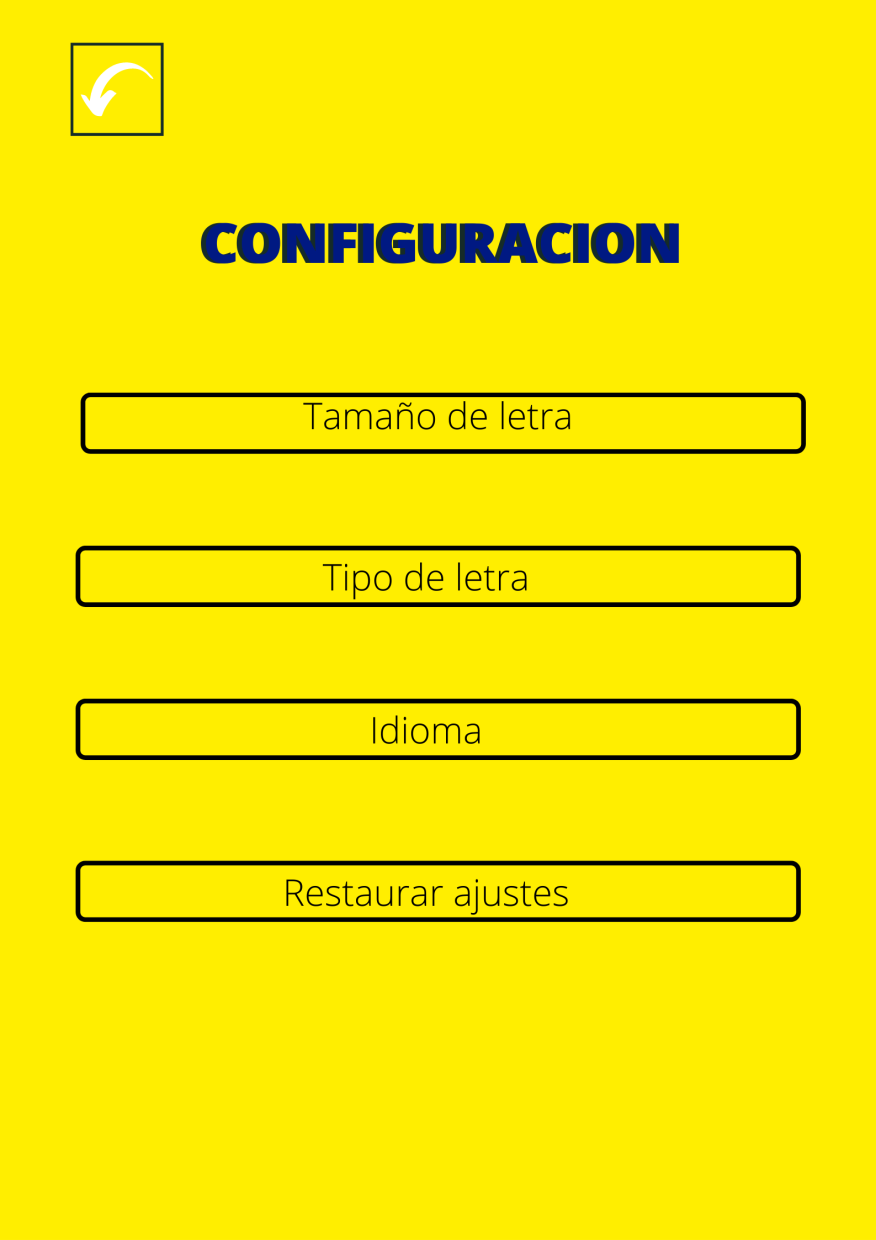 CONFIGURACION
Tamaño de letra
Tipo de letra
Idioma
Restaurar ajustes